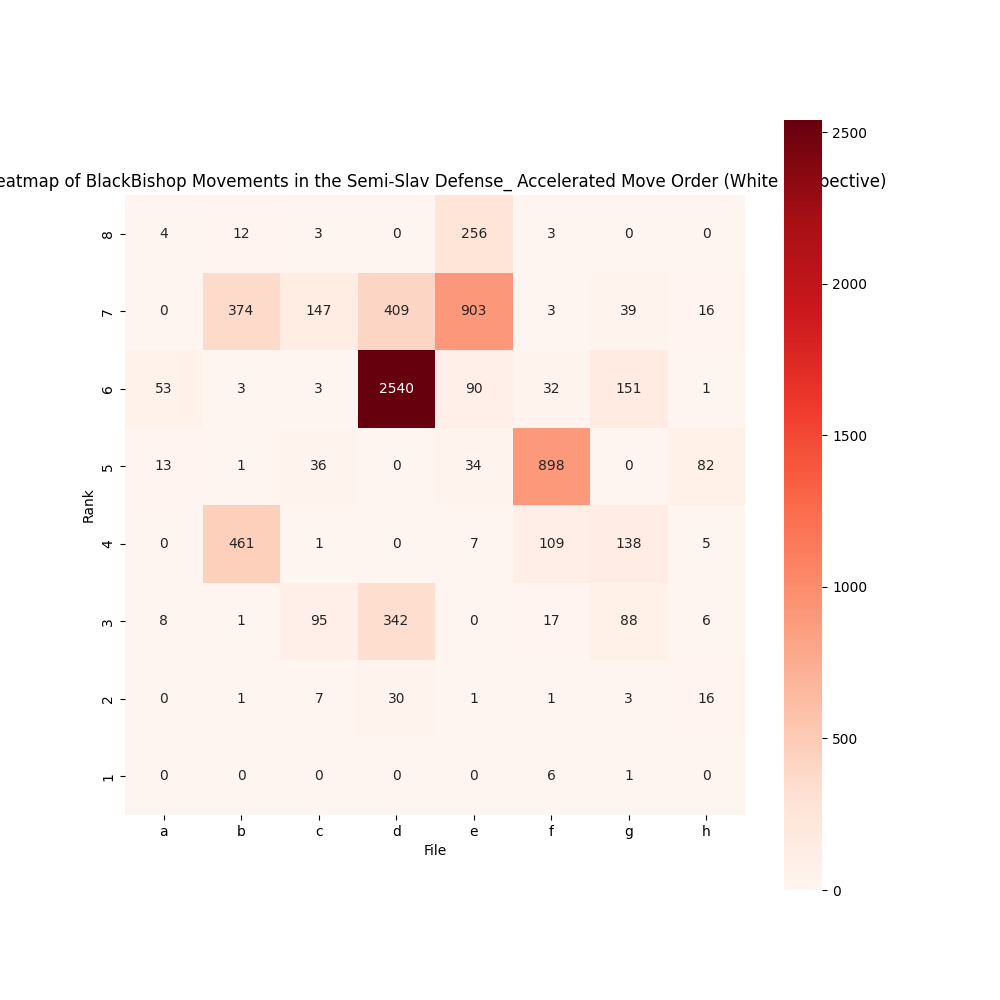 eatmap of BlackBishop Movements in the Semi-Slav Defense_ Accelerated Move Order (White pective)
8 4 12 3 0 256 3 0 0
7 0 374 147 409 903 3 39 16
6 53 3 3 2540 90 32 151 1
5 13 1 36 0 34 898 0 82
4 0 461 1 0 7 109 138 5
3 8 1 95 342 0 17 88 6
2 0 1 7 30 1 1 3 16
1 0 0 0 0 0 6 1 0
a b c d e f g h
File
Rank
2500
2000
1500
1000
500
0